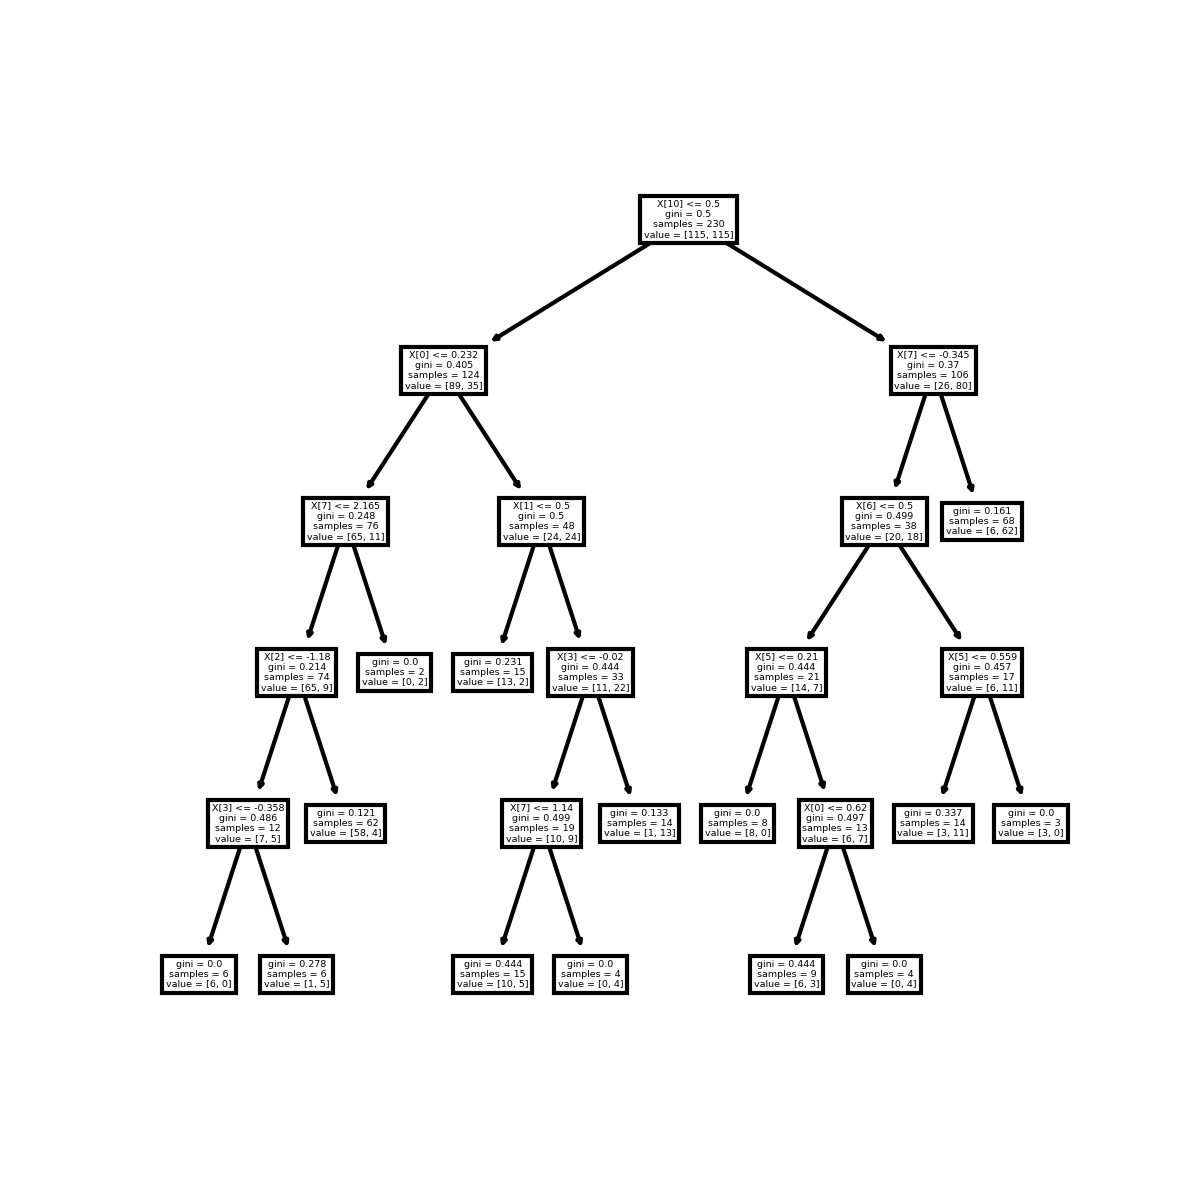 X[10] <= 0.5
gini = 0.5
samples = 230
value = [115, 115]
X[0] <= 0.232
gini = 0.405
samples = 124
value = [89, 35]
X[7] <= -0.345
gini = 0.37
samples = 106
value = [26, 80]
X[7] <= 2.165
gini = 0.248
samples = 76
value = [65, 11]
X[1] <= 0.5
gini = 0.5
samples = 48
value = [24, 24]
X[6] <= 0.5
gini = 0.499
samples = 38
value = [20, 18]
gini = 0.161
samples = 68
value = [6, 62]
X[2] <= -1.18
gini = 0.214
samples = 74
value = [65, 9]
gini = 0.0
samples = 2
value = [0, 2]
gini = 0.231
samples = 15
value = [13, 2]
X[3] <= -0.02
gini = 0.444
samples = 33
value = [11, 22]
X[5] <= 0.21
gini = 0.444
samples = 21
value = [14, 7]
X[5] <= 0.559
gini = 0.457
samples = 17
value = [6, 11]
X[3] <= -0.358
gini = 0.486
samples = 12
value = [7, 5]
gini = 0.121
samples = 62
value = [58, 4]
X[7] <= 1.14
gini = 0.499
samples = 19
value = [10, 9]
gini = 0.133
samples = 14
value = [1, 13]
gini = 0.0
samples = 8
value = [8, 0]
X[0] <= 0.62
gini = 0.497
samples = 13
value = [6, 7]
gini = 0.337
samples = 14
value = [3, 11]
gini = 0.0
samples = 3
value = [3, 0]
gini = 0.0
samples = 6
value = [6, 0]
gini = 0.278
samples = 6
value = [1, 5]
gini = 0.444
samples = 15
value = [10, 5]
gini = 0.0
samples = 4
value = [0, 4]
gini = 0.444
samples = 9
value = [6, 3]
gini = 0.0
samples = 4
value = [0, 4]